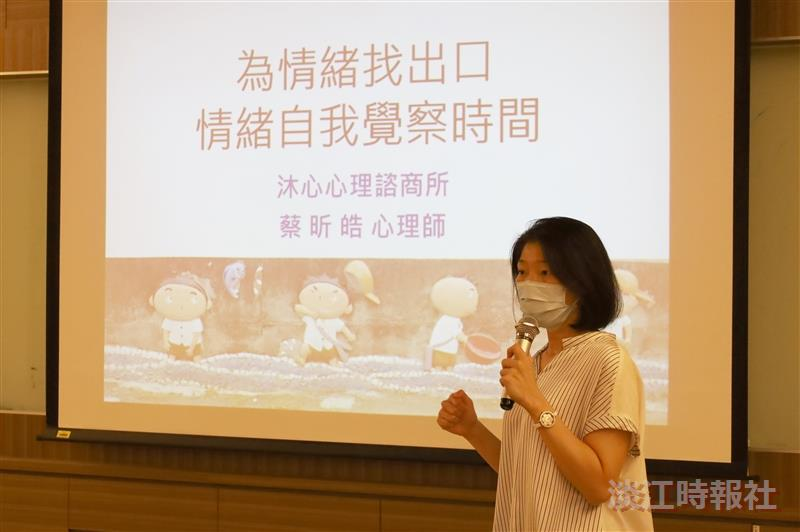 為情緒找出口
情緒自我覺察時間
沐心心理諮商所
蔡昕皓心理師
淡江時報社